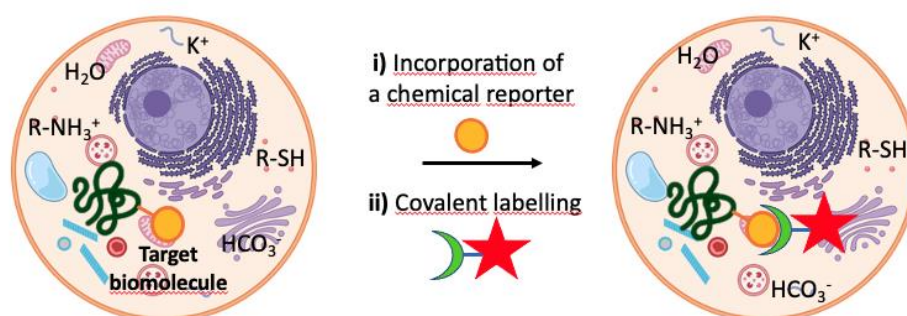 K+
H2O
R-NH3+
R-SH
HCO3-
Target
biomolecule
i) Incorporation of
a chemical reporter
ii) Covalent labelling
K+
H2O
R-NH3+
R-SH
HCO3-